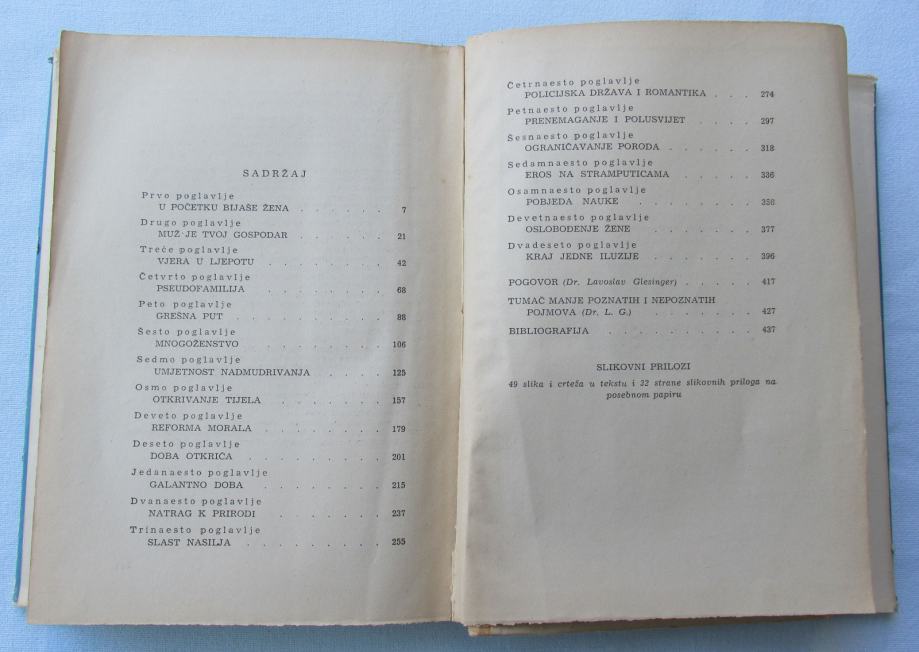 SADRŽAJ
Prvo poglavlje
U POČETKU BIJAŠE ŽENA . . . . . . 7
Drugo poglavlje
MUŽ JE TVOJ GOSPODAR . . . . . . 21
Treće poglavlje
VJERA U LJEPOTU . . . . . . . 42
Četvrto poglavlje
PSEUDOFAMILIJA . . . . . . . 68
Peto poglavlje
GREŠNA PUT . . . . . . . . 88
Šesto poglavlje
MNOGOŽENSTVO . . . . . . . 106
Sedmo poglavlje
UMJETNOST NADMUDRIVANJA . . . . . 125
Osmo poglavlje
OTKRIVANJE TIJELA . . . . . . . 157
Deveto poglavlje
REFORMA MORALA . . . . . . . 179
Deseto poglavlje
DOBA OTKRIĆA . . . . . . . . 201
Jedanaesto poglavlje
GALANTNO DOBA . . . . . . . 215
Dvanaesto poglavlje
NATRAG K PRIRODI . . . . . . . 237
Trinaesto poglavlje
SLAST NASILJA . . . . . . . . 255
Četrnaesto poglavlje
POLICIJSKA DRŽAVA I ROMANTIKA . . . 274
Petnaesto poglavlje
PRENEMAGANJE I POLUSVIJET . . . . 297
Šesnaesto poglavlje
OGRANIČAVANJE PORODA . . . . . 318
Sedamnaesto poglavlje
EROS NA STRAMPUTICAMA . . . . . 336
Osamnaesto poglavlje
POBJEDA NAUKE . . . . . . . 356
Devetnaesto poglavlje
OSLOBOĐENJE ŽENE . . . . . . 377
Dvadeseto poglavlje
KRAJ JEDNE ILUZIJE . . . . . . 396
POGOVOR (Dr. Lavoslav Glesinger) . . . . . 417
TUMAČ MANJE POZNATIH I NEPOZNATIH
POJMOVA (Dr. L. G.) . . . . . . . 427
BIBLIOGRAFIJA . . . . . . . . 437
SLIKOVNI PRILOZI
49 slika i crteža u tekstu i 32 strane slikovnih priloga na
posebnom papiru